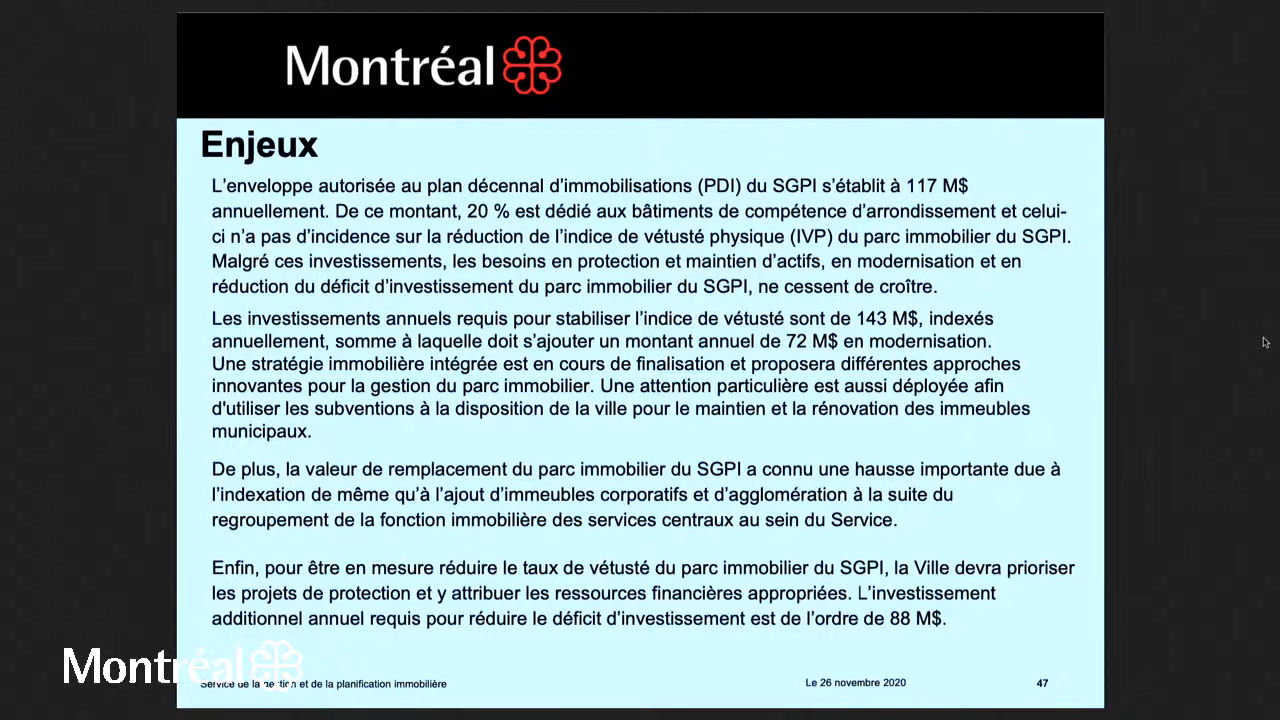 Montréal
Enjeux
L’enveloppe autorisée au plan décennal d’immobilisations (PDI) du SGPI s’établit à 117 M$
annuellement. De ce montant, 20 % est dédié aux bâtiments de compétence d’arrondissement et celui-
ci n’a pas d’incidence sur la réduction de l’indice de vétusté physique (IVP) du parc immobilier du SGPI.
Malgré ces investissements, les besoins en protection et maintien d’actifs, en modernisation et en
réduction du déficit d’investissement du parc immobilier du SGPI, ne cessent de croître.
Les investissements annuels requis pour stabiliser l’indice de vétusté sont de 143 M$, indexés
annuellement, somme à laquelle doit s’ajouter un montant annuel de 72 M$ en modernisation.
Une stratégie immobilière intégrée est en cours de finalisation et proposera différentes approches
innovantes pour la gestion du parc immobilier. Une attention particulière est aussi déployée afin
d'utiliser les subventions à la disposition de la ville pour le maintien et la rénovation des immeubles
municipaux.
De plus, la valeur de remplacement du parc immobilier du SGPI a connu une hausse importante due à
l’indexation de même qu’à l’ajout d’immeubles corporatifs et d’agglomération à la suite du
regroupement de la fonction immobilière des services centraux au sein du Service.
Enfin, pour être en mesure réduire le taux de vétusté du parc immobilier du SGPI, la Ville devra prioriser
les projets de protection et y attribuer les ressources financières appropriées. L’investissement
additionnel annuel requis pour réduire le déficit d’investissement est de l’ordre de 88 M$.
Montréal
Service de la gestion et de la planification immobilière
Le 26 novembre 2020
47